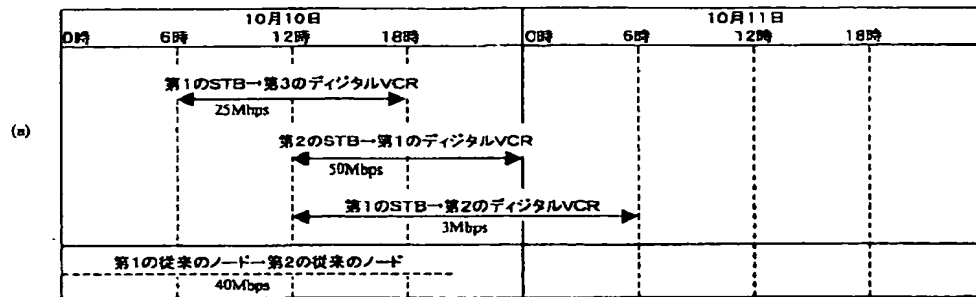 10月10日
10月11日
0時 6時 12時 18時 0時 6時 12時 18時
(a)
第1のSTB→第3のディジタルVCR
25Mbps
第2のSTB→第1のディジタルVCR
50Mbps
第1のSTB→第2のディジタルVCR
3Mbps
第1の従来のノード→第2の従来のノード
40Mbps